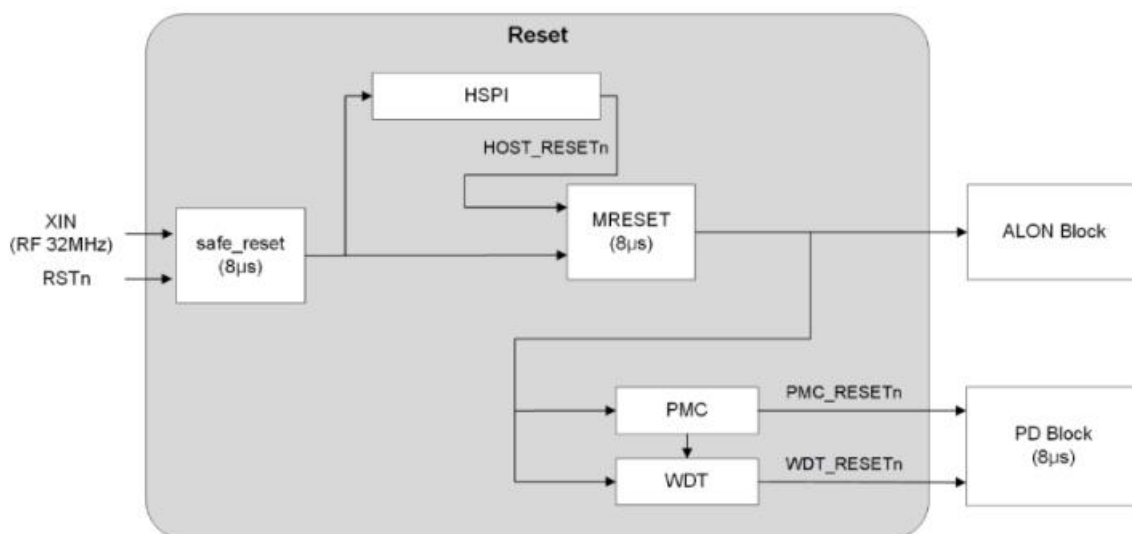 Reset
HSPI
HOST_RESETn
XIN
(RF 32MHz)
RSTn
safe_reset
(8µs)
MRESET
(8µs)
ALON Block
PMC
PMC_RESETn
WDT
WDT_RESETn
PD Block
(8µs)